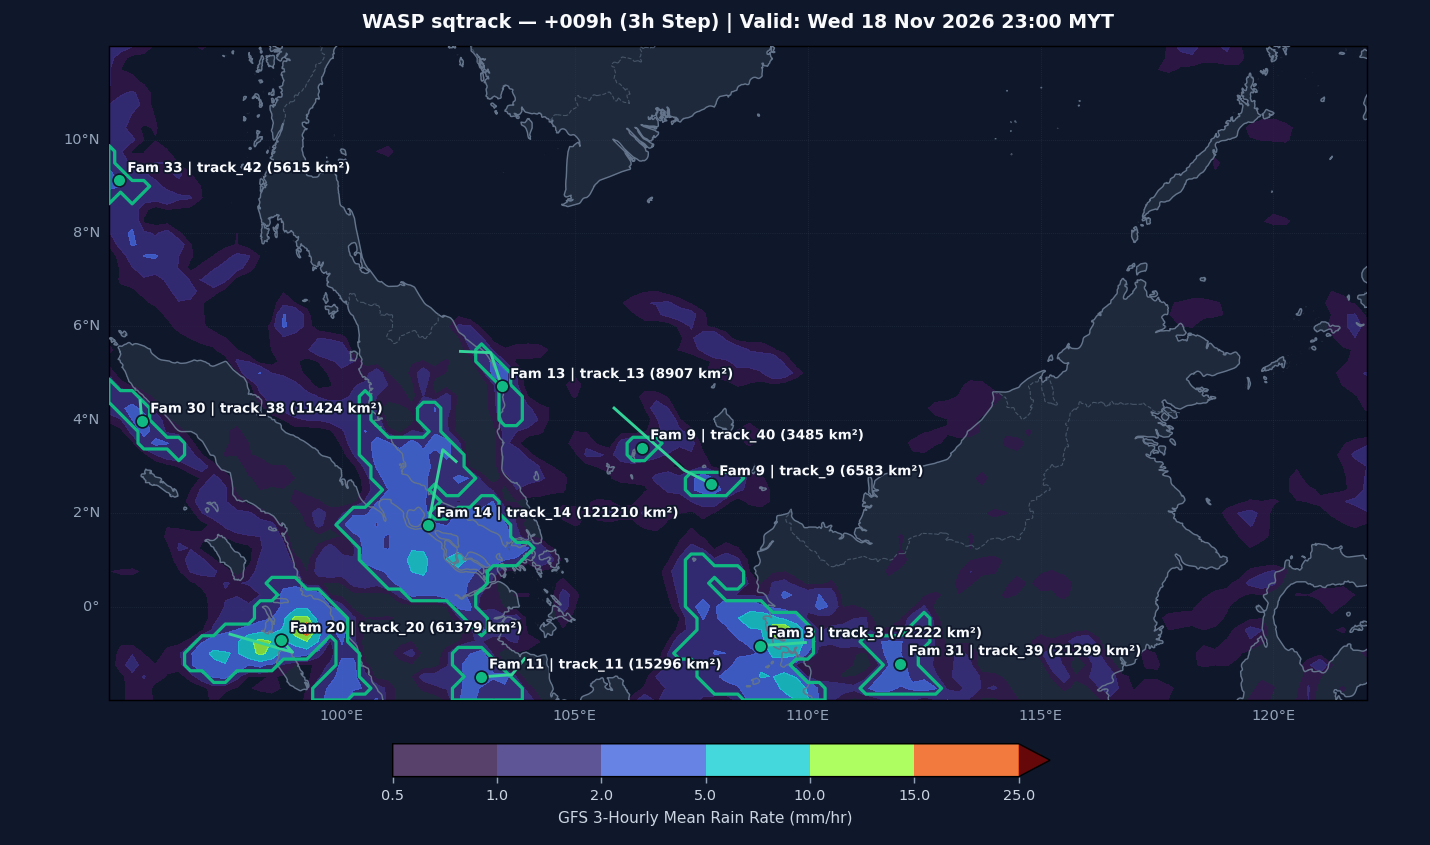 WASP sqtrack — +009h (3h Step) | Valid: Wed 18 Nov 2026 23:00 MYT
10°N
8°N
6°N
4°N
2°N
0°
Fam 33 | track_42 (5615 km²)
Fam 13 | track_13 (8907 km²)
Fam 30 | track_38 (11424 km²)
Fam 9 | track_40 (3485 km²)
Fam 9 | track_9 (6583 km²)
Fam 14 | track_14 (121210 km²)
Fam 20 | track_20 (61379 km²)
Fam 3 | track_3 (72222 km²)
Fam 31 | track_39 (21299 km²)
Fam 11 | track_11 (15296 km²)
100°E 105°E 110°E 115°E 120°E
0.5 1.0 2.0 5.0 10.0 15.0 25.0
GFS 3-Hourly Mean Rain Rate (mm/hr)